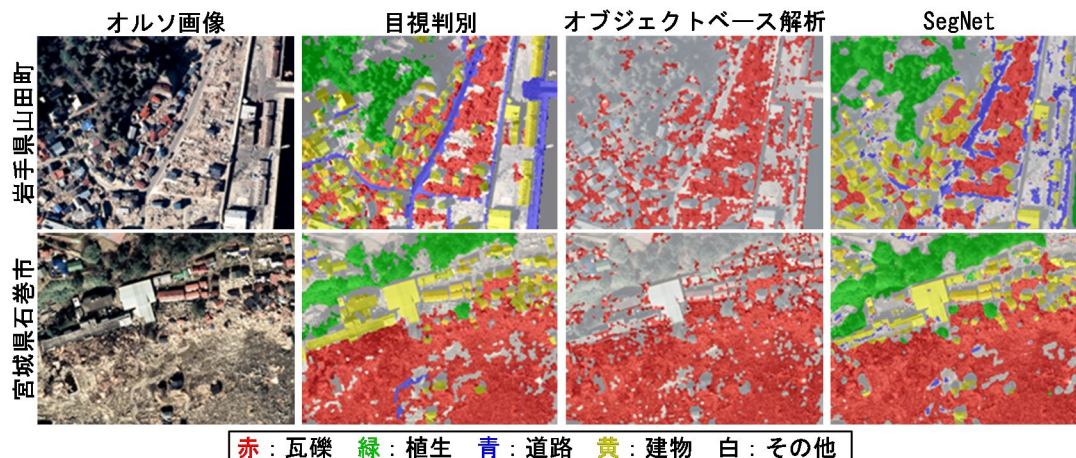 オルソ画像 目視判別 オブジェクトベース解析 SegNet
岩手県山田町
宮城県石巻市
赤：瓦礫 緑：植生 青：道路 黄：建物 白：その他